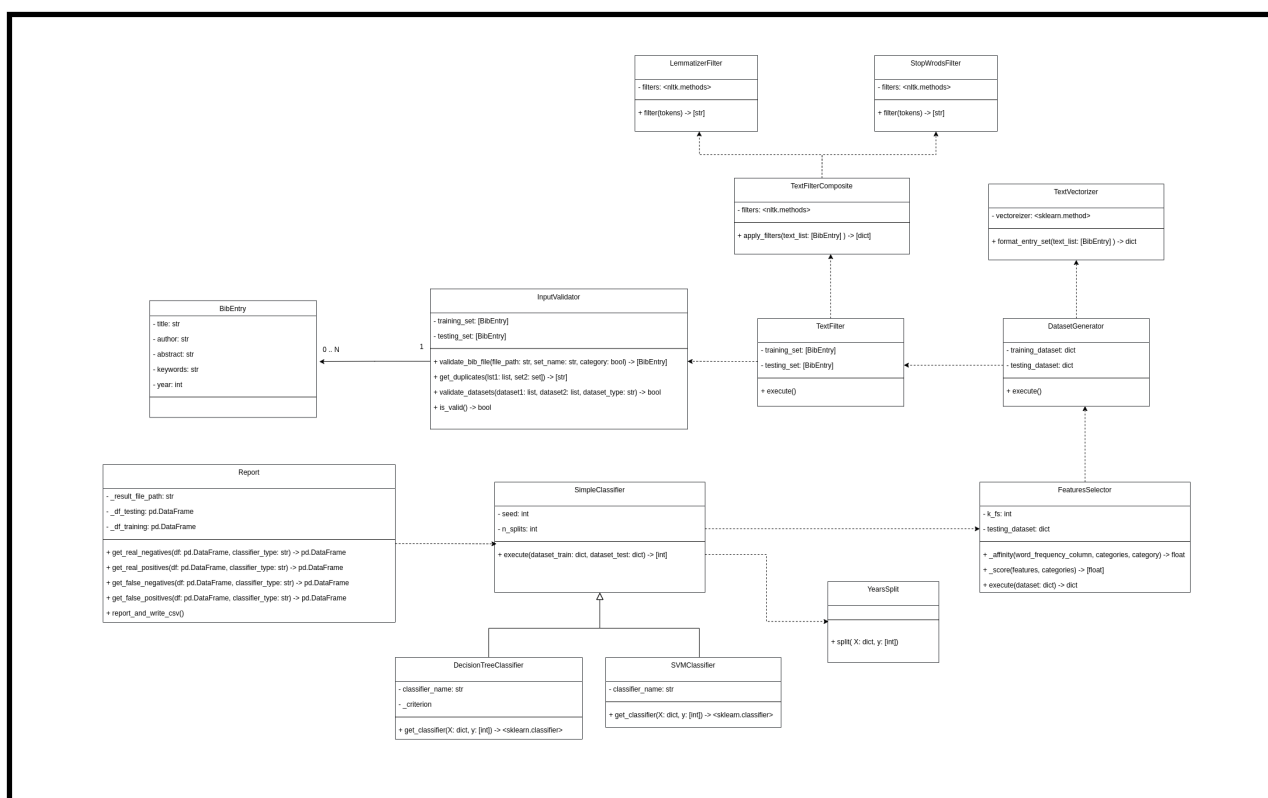 LemmatizerFilter
- filters: <nltk.methods>
+ filter(tokens) -> [str]
StopWrodsFilter
- filters: <nltk.methods>
+ filter(tokens) -> [str]
TextFilterComposite
- filters: <nltk.methods>
+ apply_filters(text_list: [BibEntry] ) -> [dict]
TextVectorizer
- vectoreizer: <sklearn.method>
+ format_entry_set(text_list: [BibEntry] ) -> dict
BibEntry
- title: str
- author: str
- abstract: str
- keywords: str
- year: int
0 .. N
1
InputValidator
- training_set: [BibEntry]
- testing_set: [BibEntry]
+ validate_bib_file(file_path: str, set_name: str, category: bool) -> [BibEntry]
+ get_duplicates(lst1: list, set2: set]) -> [str]
+ validate_datasets(dataset1: list, dataset2: list, dataset_type: str) -> bool
+ is_valid() -> bool
TextFilter
- training_set: [BibEntry]
- testing_set: [BibEntry]
+ execute()
DatasetGenerator
- training_dataset: dict
- testing_dataset: dict
+ execute()
Report
- _result_file_path: str
- _df_testing: pd.DataFrame
- _df_training: pd.DataFrame
+ get_real_negatives(df: pd.DataFrame, classifier_type: str) -> pd.DataFrame
+ get_real_positives(df: pd.DataFrame, classifier_type: str) -> pd.DataFrame
+ get_false_negatives(df: pd.DataFrame, classifier_type: str) -> pd.DataFrame
+ get_false_positives(df: pd.DataFrame, classifier_type: str) -> pd.DataFrame
+ report_and_write_csv()
SimpleClassifier
- seed: int
- n_splits: int
+ execute(dataset_train: dict, dataset_test: dict) -> [int]
FeaturesSelector
- k_fs: int
- testing_dataset: dict
+ _affinity(word_frequency_column, categories, category) -> float
+ _score(features, categories) -> [float]
+ execute(dataset: dict) -> dict
YearsSplit
+ split( X: dict, y: [int])
DecisionTreeClassifier
- classifier_name: str
- _criterion
+ get_classifier(X: dict, y: [int]) -> <sklearn.classifier>
SVMClassifier
- classifier_name: str
+ get_classifier(X: dict, y: [int]) -> <sklearn.classifier>